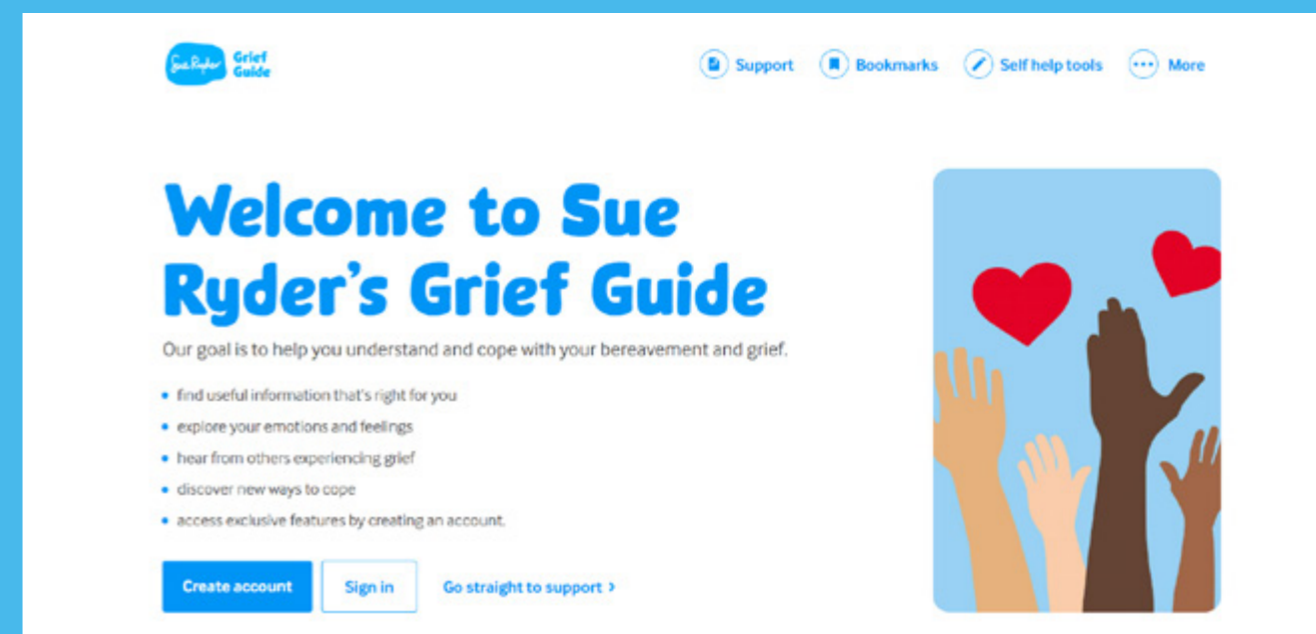 Sue Ryder
Grief
Guide
Support
Bookmarks
Self help tools
More
Welcome to Sue
Ryder's Grief Guide
Our goal is to help you understand and cope with your bereavement and grief.
find useful information that's right for you
explore your emotions and feelings
hear from others experiencing grief
discover new ways to cope
access exclusive features by creating an account.
Create account
Sign in
Go straight to support >